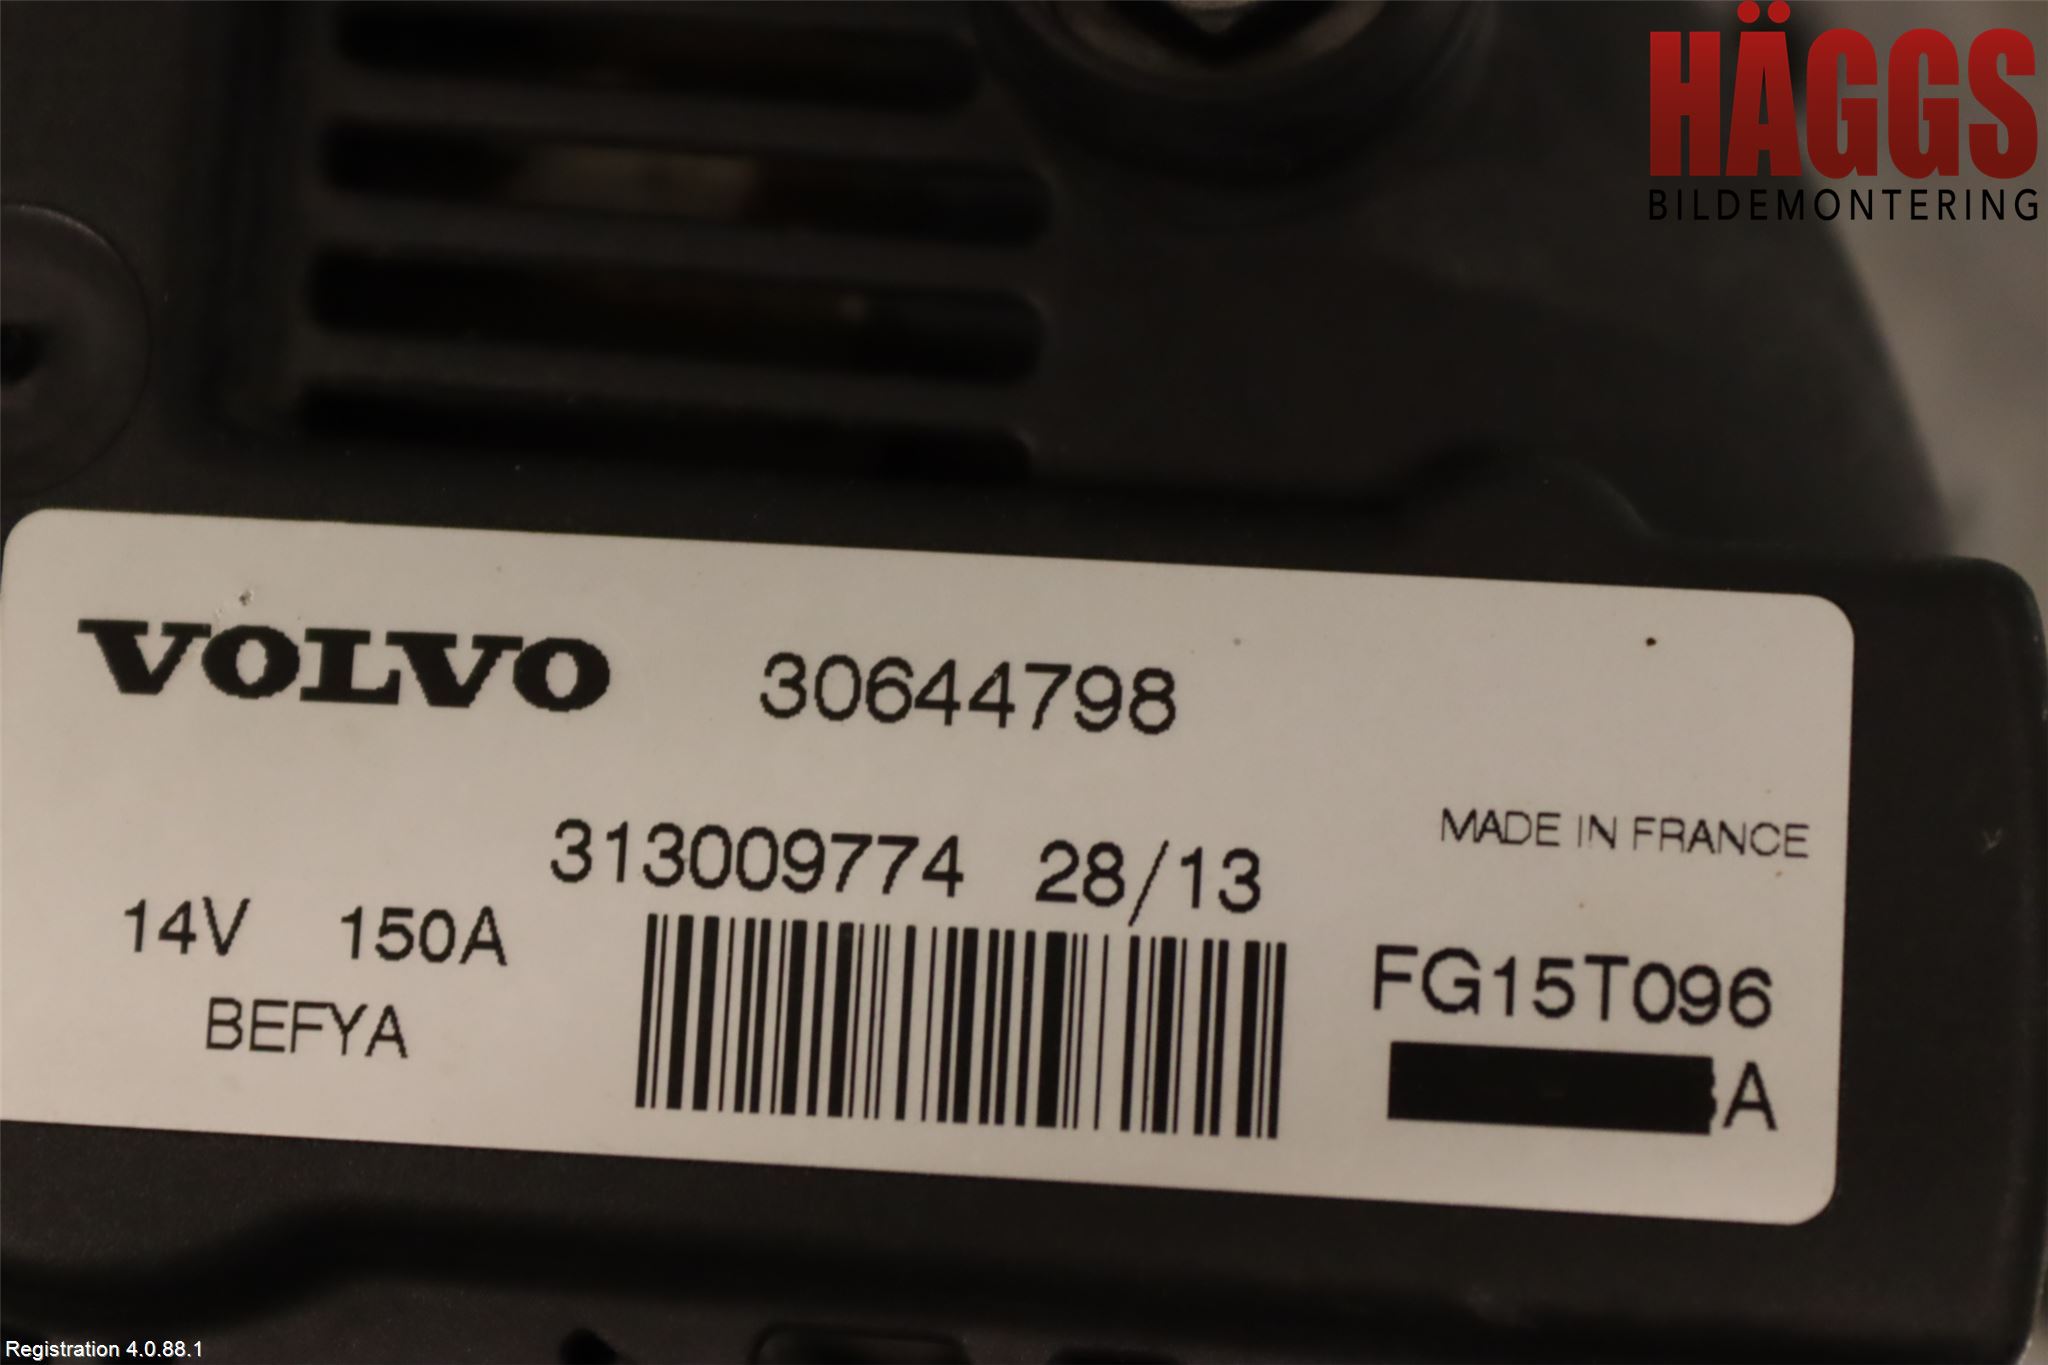 HÄGGS
BILDEMONTERING
VOLVO 30644798
MADE IN FRANCE
313009774 28/13
14V 150A
BEFYA
FG15T096
A
Registration 4.0.88.1